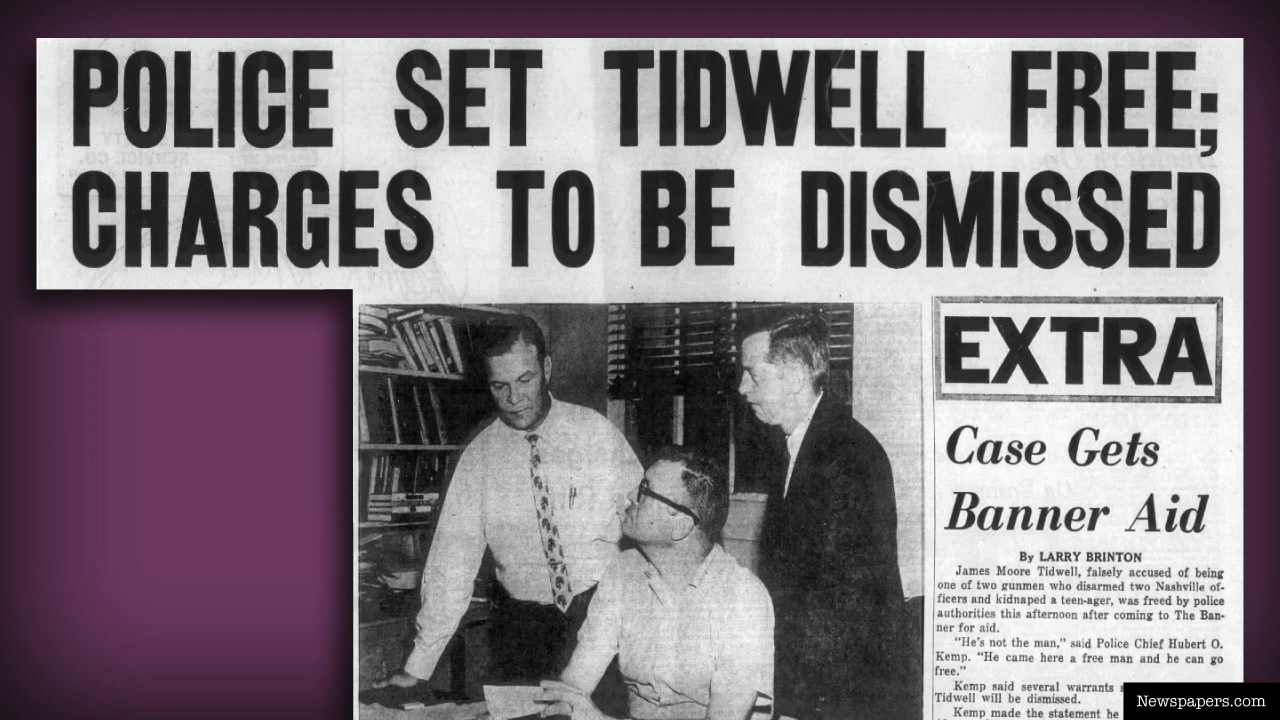 POLICE SET TIDWELL FREE;
CHARGES TO BE DISMISSED
EXTRA
Case Gets
Banner Aid
By LARRY BRINTON
James Moore Tidwell, falsely accused of being
one of two gunmen who disarmed two Nashville of-
ficers and kidnaped a teen-ager, was freed by police
authorities this afternoon after coming to The Ban-
ner for aid.
"He's not the man," said Police Chief Hubert O.
Kemp. "He came here a free man and he can go
free."
Kemp said several warrants
Tidwell will be dismissed.
Kemp made the statement he
Newspapers.com